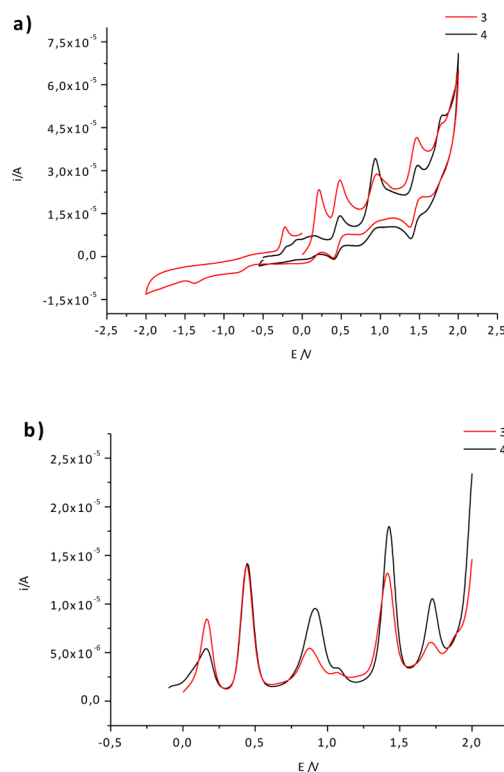 a)
3
4
7,5x10⁻⁵
6,0x10⁻⁵
4,5x10⁻⁵
3,0x10⁻⁵
1,5x10⁻⁵
0,0
-1,5x10⁻⁵
i/A
-2,5 -2,0 -1,5 -1,0 -0,5 0,0 0,5 1,0 1,5 2,0 2,5
E /V
b)
3
4
2,5x10⁻⁵
2,0x10⁻⁵
1,5x10⁻⁵
1,0x10⁻⁵
5,0x10⁻⁶
0,0
i/A
-0,5 0,0 0,5 1,0 1,5 2,0
E /V